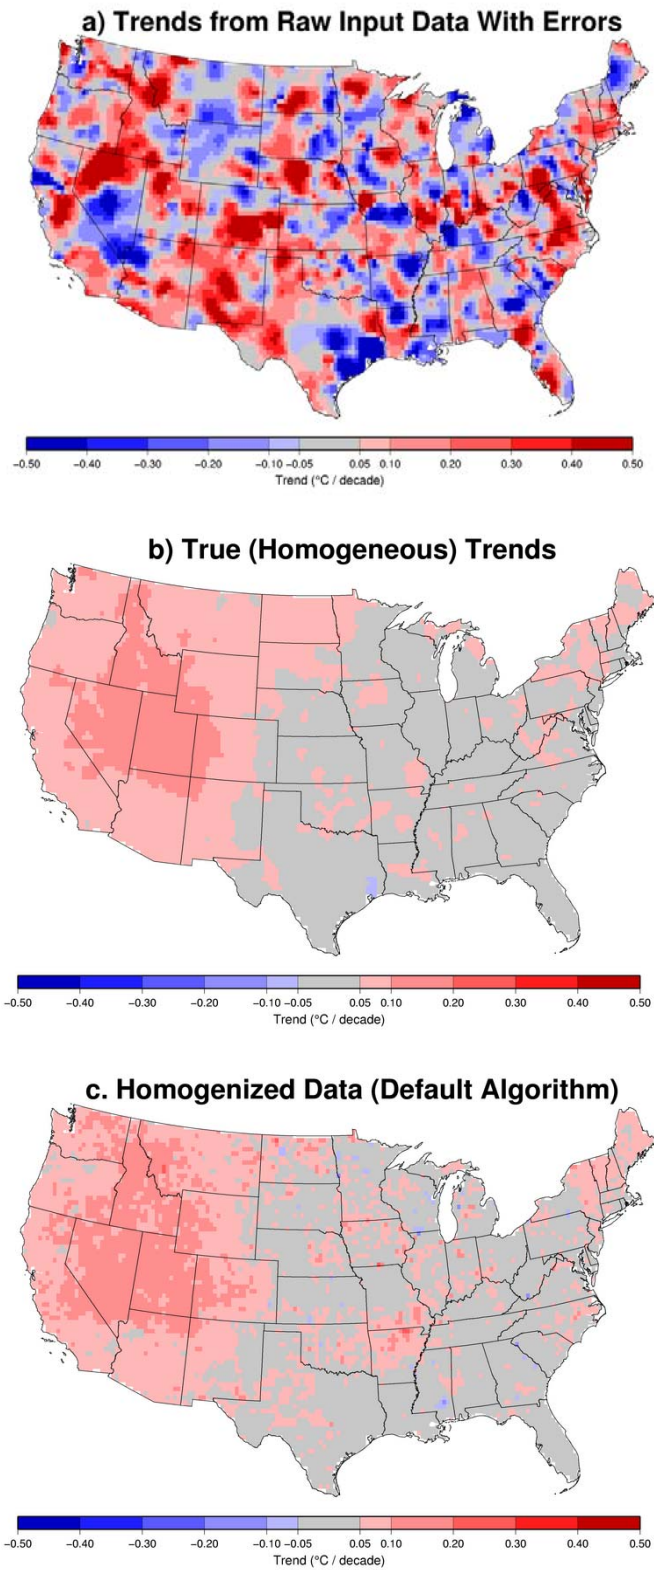 a) Trends from Raw Input Data With Errors
−0.50 −0.40 −0.30 −0.20 −0.10 −0.05 0.05 0.10 0.20 0.30 0.40 0.50
Trend (°C / decade)
b) True (Homogeneous) Trends
−0.50 −0.40 −0.30 −0.20 −0.10 −0.05 0.05 0.10 0.20 0.30 0.40 0.50
Trend (°C / decade)
c. Homogenized Data (Default Algorithm)
−0.50 −0.40 −0.30 −0.20 −0.10 −0.05 0.05 0.10 0.20 0.30 0.40 0.50
Trend (°C / decade)